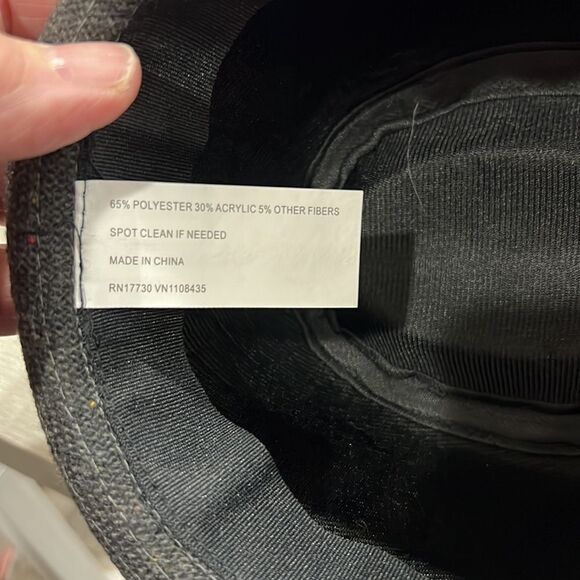 65% POLYESTER 30% ACRYLIC 5% OTHER FIBERS
SPOT CLEAN IF NEEDED
MADE IN CHINA
RN17730 VN1108435